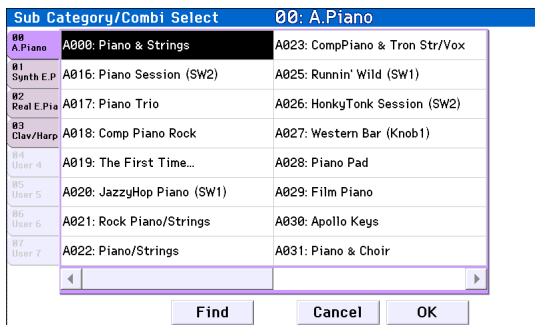 Sub Category/Combi Select 00: A.Piano
00
A.Piano
01
Synth E.P
02
Real E.Pia
03
Clav/Harp
04
User 4
05
User 5
06
User 6
07
User 7
A000: Piano & Strings
A016: Piano Session (SW2)
A017: Piano Trio
A018: Comp Piano Rock
A019: The First Time...
A020: JazzyHop Piano (SW1)
A021: Rock Piano/Strings
A022: Piano/Strings
A023: CompPiano & Tron Str/Vox
A025: Runnin' Wild (SW1)
A026: HonkyTonk Session (SW2)
A027: Western Bar (Knob1)
A028: Piano Pad
A029: Film Piano
A030: Apollo Keys
A031: Piano & Choir
Find Cancel OK